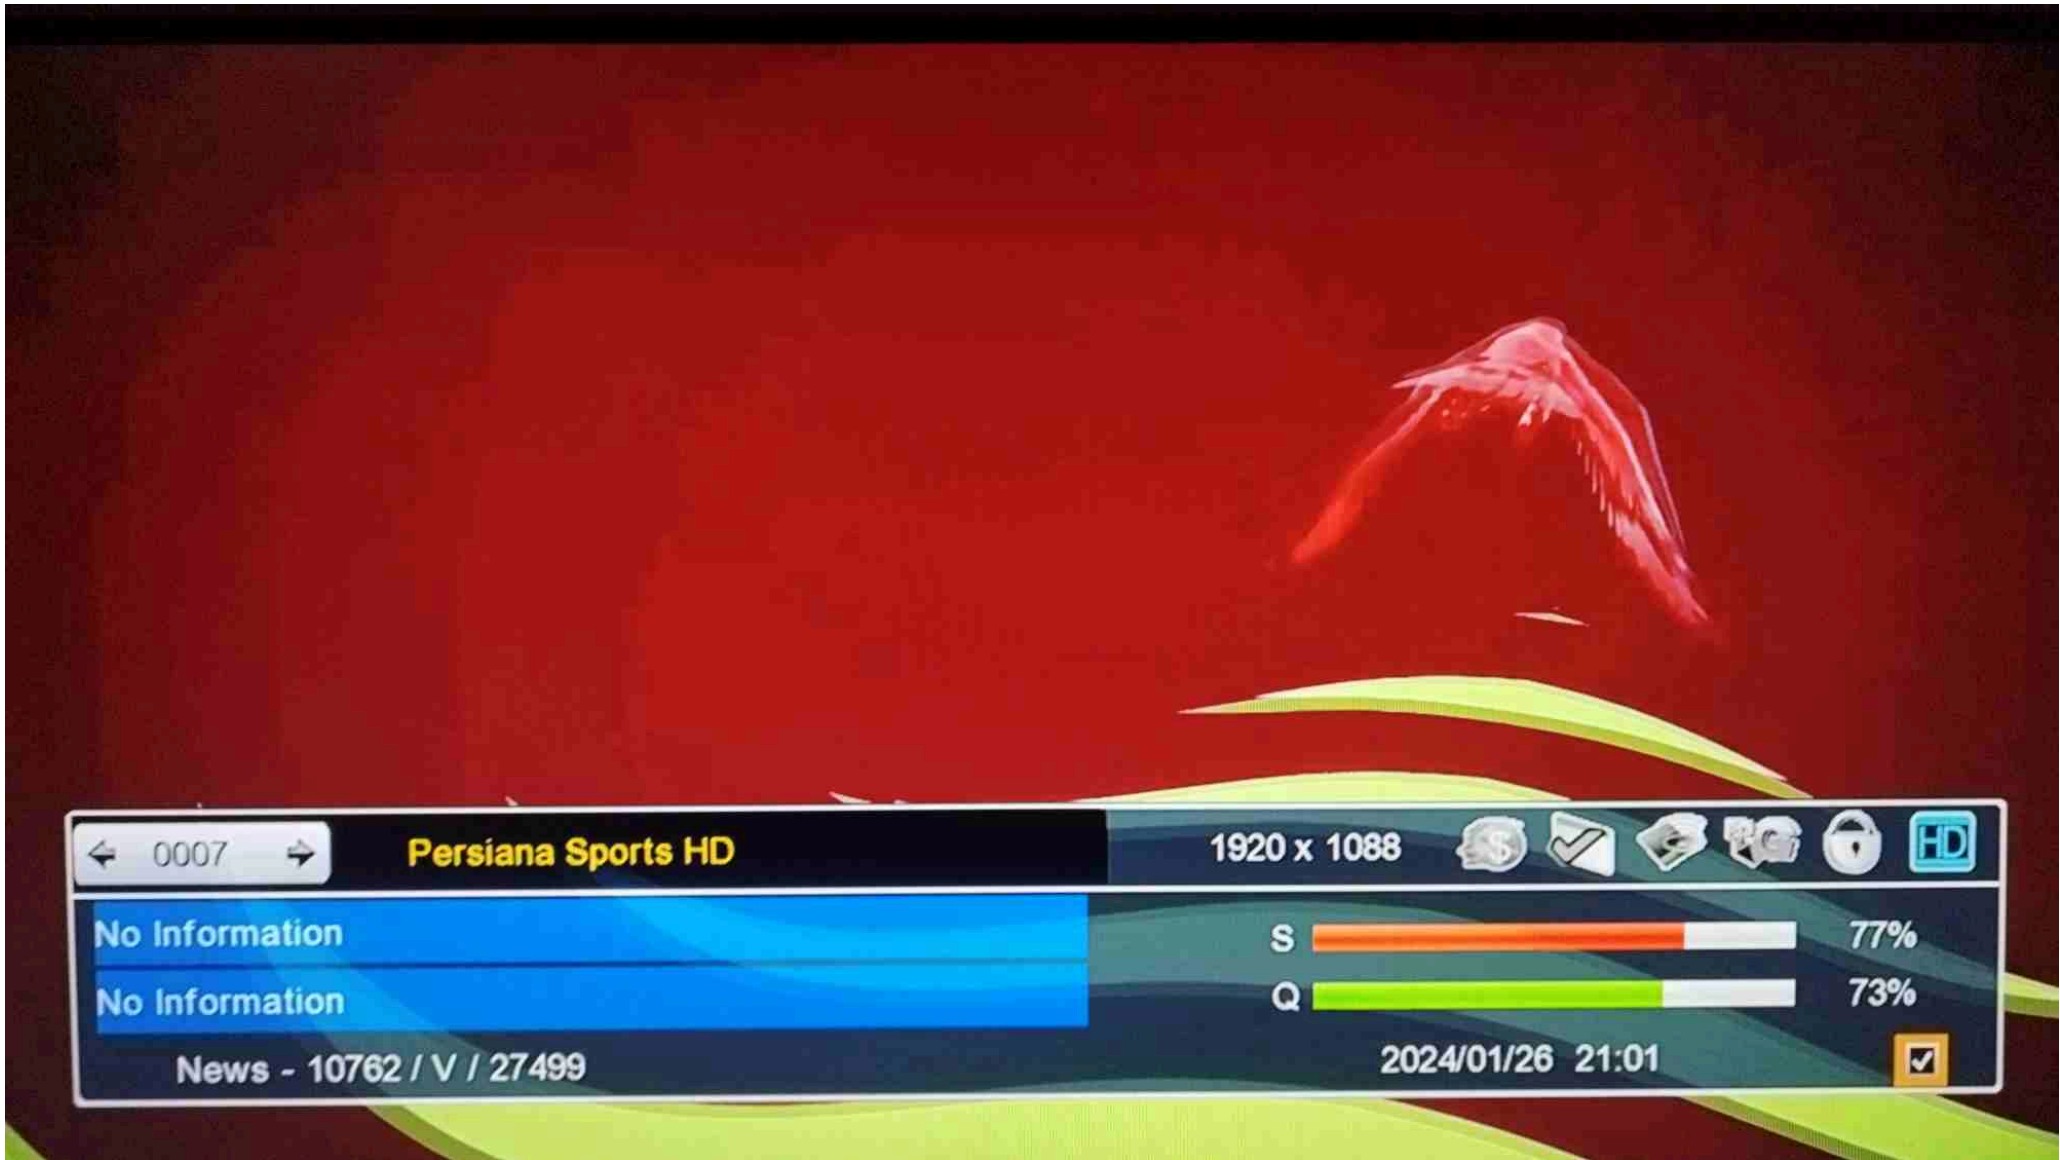 0007
Persiana Sports HD
1920 x 1088
$
HD
No Information
No Information
S 77%
Q 73%
News - 10762 / V / 27499
2024/01/26 21:01